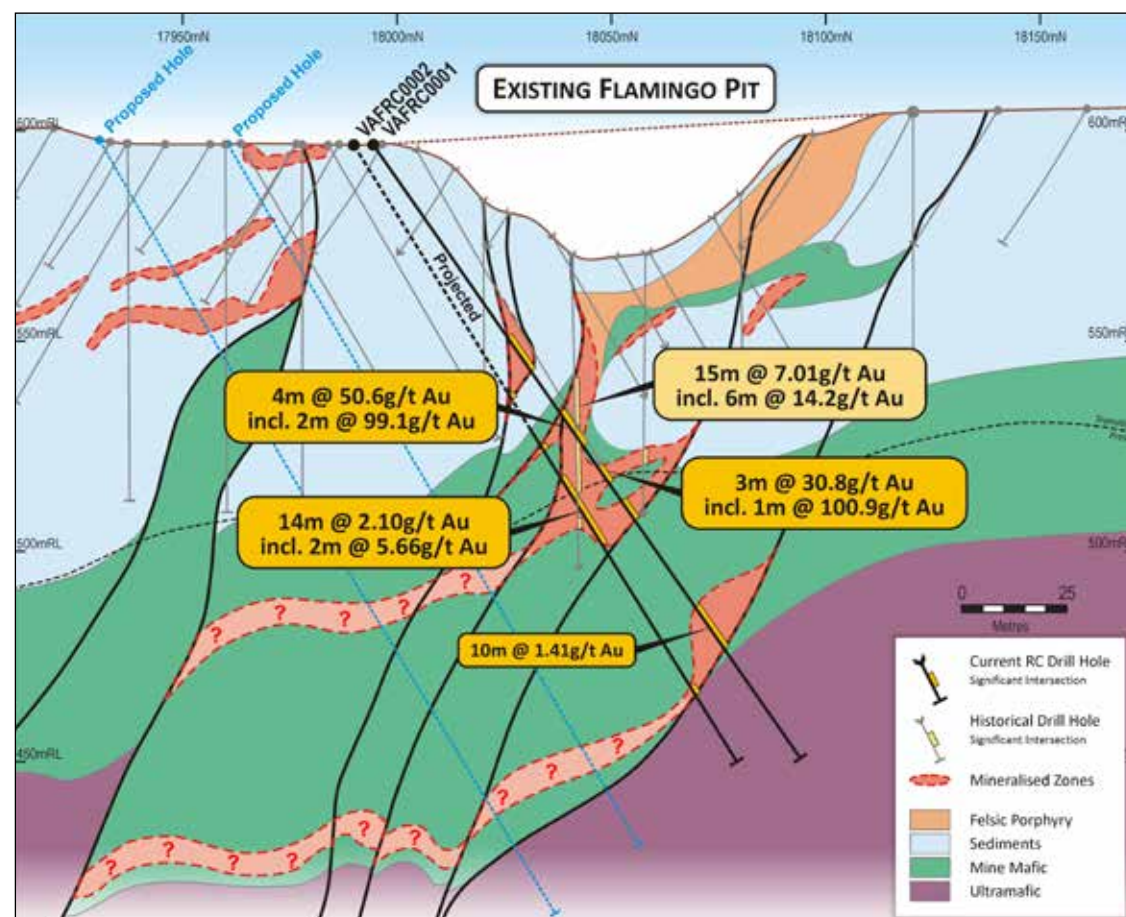 17950mN
18000mN
18050mN
18100mN
18150mN
Proposed Hole
Proposed Hole
VAFRC0002
VAFRC0001
EXISTING FLAMINGO PIT
600mRL
600mRL
Projected
550mRL
550mRL
4m @ 50.6g/t Au
incl. 2m @ 99.1g/t Au
15m @ 7.01g/t Au
incl. 6m @ 14.2g/t Au
3m @ 30.8g/t Au
incl. 1m @ 100.9g/t Au
14m @ 2.10g/t Au
incl. 2m @ 5.66g/t Au
500mRL
500mRL
? ? ? ? ?
10m @ 1.41g/t Au
0 25
Metres
450mRL
? ? ? ?
? ? ? ? ? ? ? ?
Current RC Drill Hole
Significant Intersection
Historical Drill Hole
Significant Intersection
Mineralised Zones
Felsic Porphyry
Sediments
Mine Mafic
Ultramafic